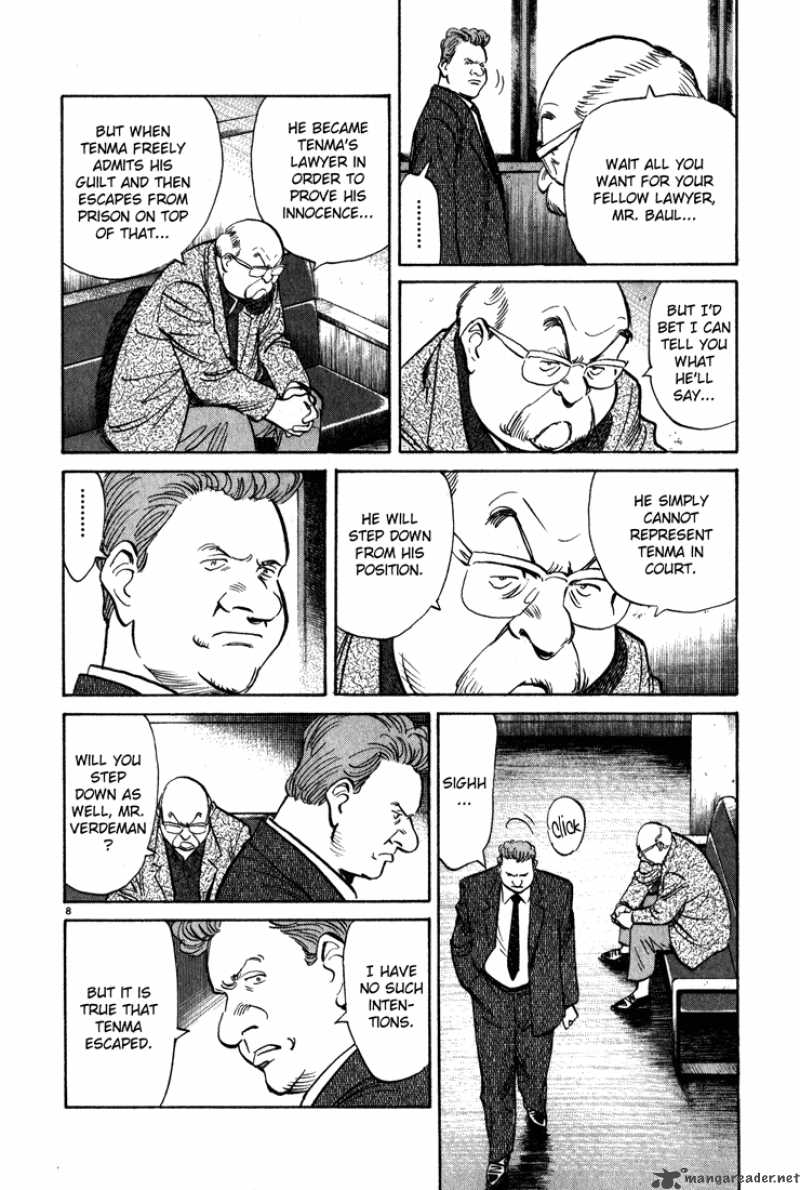 WAIT ALL YOU
WANT FOR YOUR
FELLOW LAWYER,
MR. BAUL...
........
BUT I'D
BET I CAN
TELL YOU
WHAT
HE'LL
SAY...
HE BECAME
TENMA'S
LAWYER IN
ORDER TO
PROVE HIS
INNOCENCE...
BUT WHEN
TENMA FREELY
ADMITS HIS
GUILT AND THEN
ESCAPES FROM
PRISON ON TOP
OF THAT...
HE SIMPLY
CANNOT
REPRESENT
TENMA IN
COURT.
HE WILL
STEP DOWN
FROM HIS
POSITION.
........
CLICK
SIGHH
...
WILL YOU
STEP
DOWN AS
WELL, MR.
VERDEMAN
?
8
I HAVE
NO SUCH
INTEN-
TIONS.
BUT IT IS
TRUE THAT
TENMA
ESCAPED.
mangareader.net